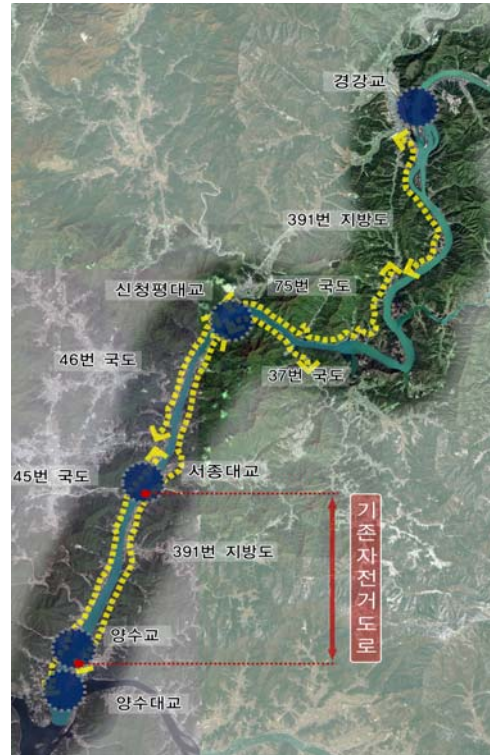 경강교
391번 지방도
신청평대교
75번 국도
46번 국도
37번 국도
45번 국도
서종대교
391번 지방도
기존자전거도로
양수교
양수대교